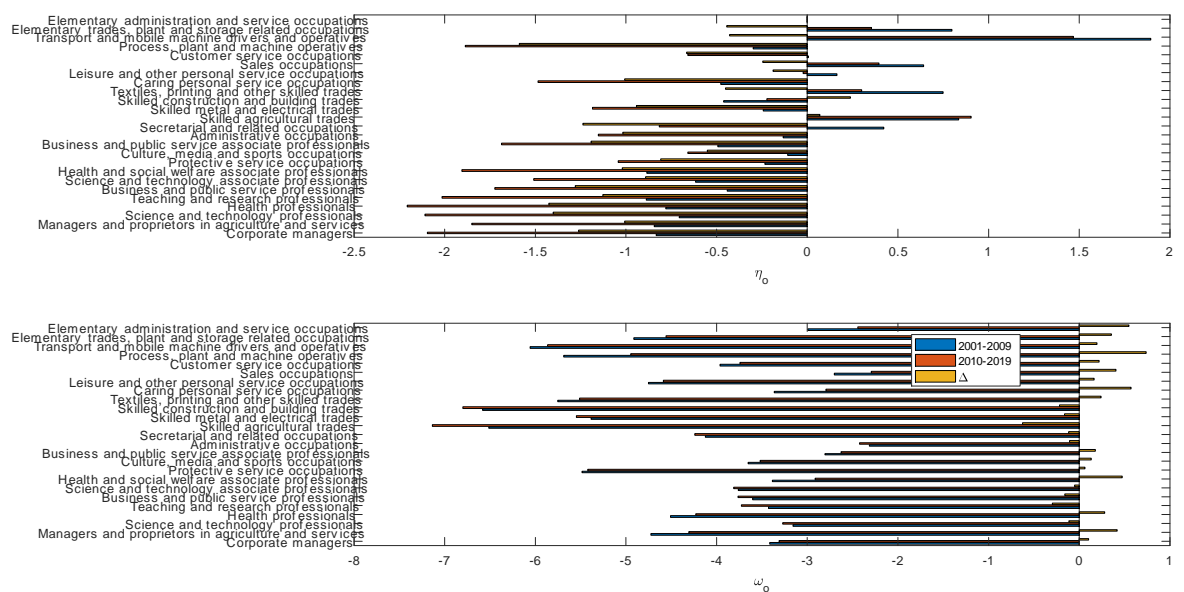 Elementary administration and service occupations
Elementary trades, plant and storage related occupations
Transport and mobile machine drivers and operatives
Process, plant and machine operatives
Customer service occupations
Sales occupations
Leisure and other personal service occupations
Caring personal service occupations
Textiles, printing and other skilled trades
Skilled construction and building trades
Skilled metal and electrical trades
Skilled agricultural trades
Secretarial and related occupations
Administrative occupations
Business and public service associate professionals
Culture, media and sports occupations
Protective service occupations
Health and social welfare associate professionals
Science and technology associate professionals
Business and public service professionals
Teaching and research professionals
Health professionals
Science and technology professionals
Managers and proprietors in agriculture and services
Corporate managers
-2.5 -2 -1.5 -1 -0.5 0 0.5 1 1.5 2
η_o
Elementary administration and service occupations
Elementary trades, plant and storage related occupations
Transport and mobile machine drivers and operatives
Process, plant and machine operatives
Customer service occupations
Sales occupations
Leisure and other personal service occupations
Caring personal service occupations
Textiles, printing and other skilled trades
Skilled construction and building trades
Skilled metal and electrical trades
Skilled agricultural trades
Secretarial and related occupations
Administrative occupations
Business and public service associate professionals
Culture, media and sports occupations
Protective service occupations
Health and social welfare associate professionals
Science and technology associate professionals
Business and public service professionals
Teaching and research professionals
Health professionals
Science and technology professionals
Managers and proprietors in agriculture and services
Corporate managers
2001-2009
2010-2019
Δ
-8 -7 -6 -5 -4 -3 -2 -1 0 1
ω_o